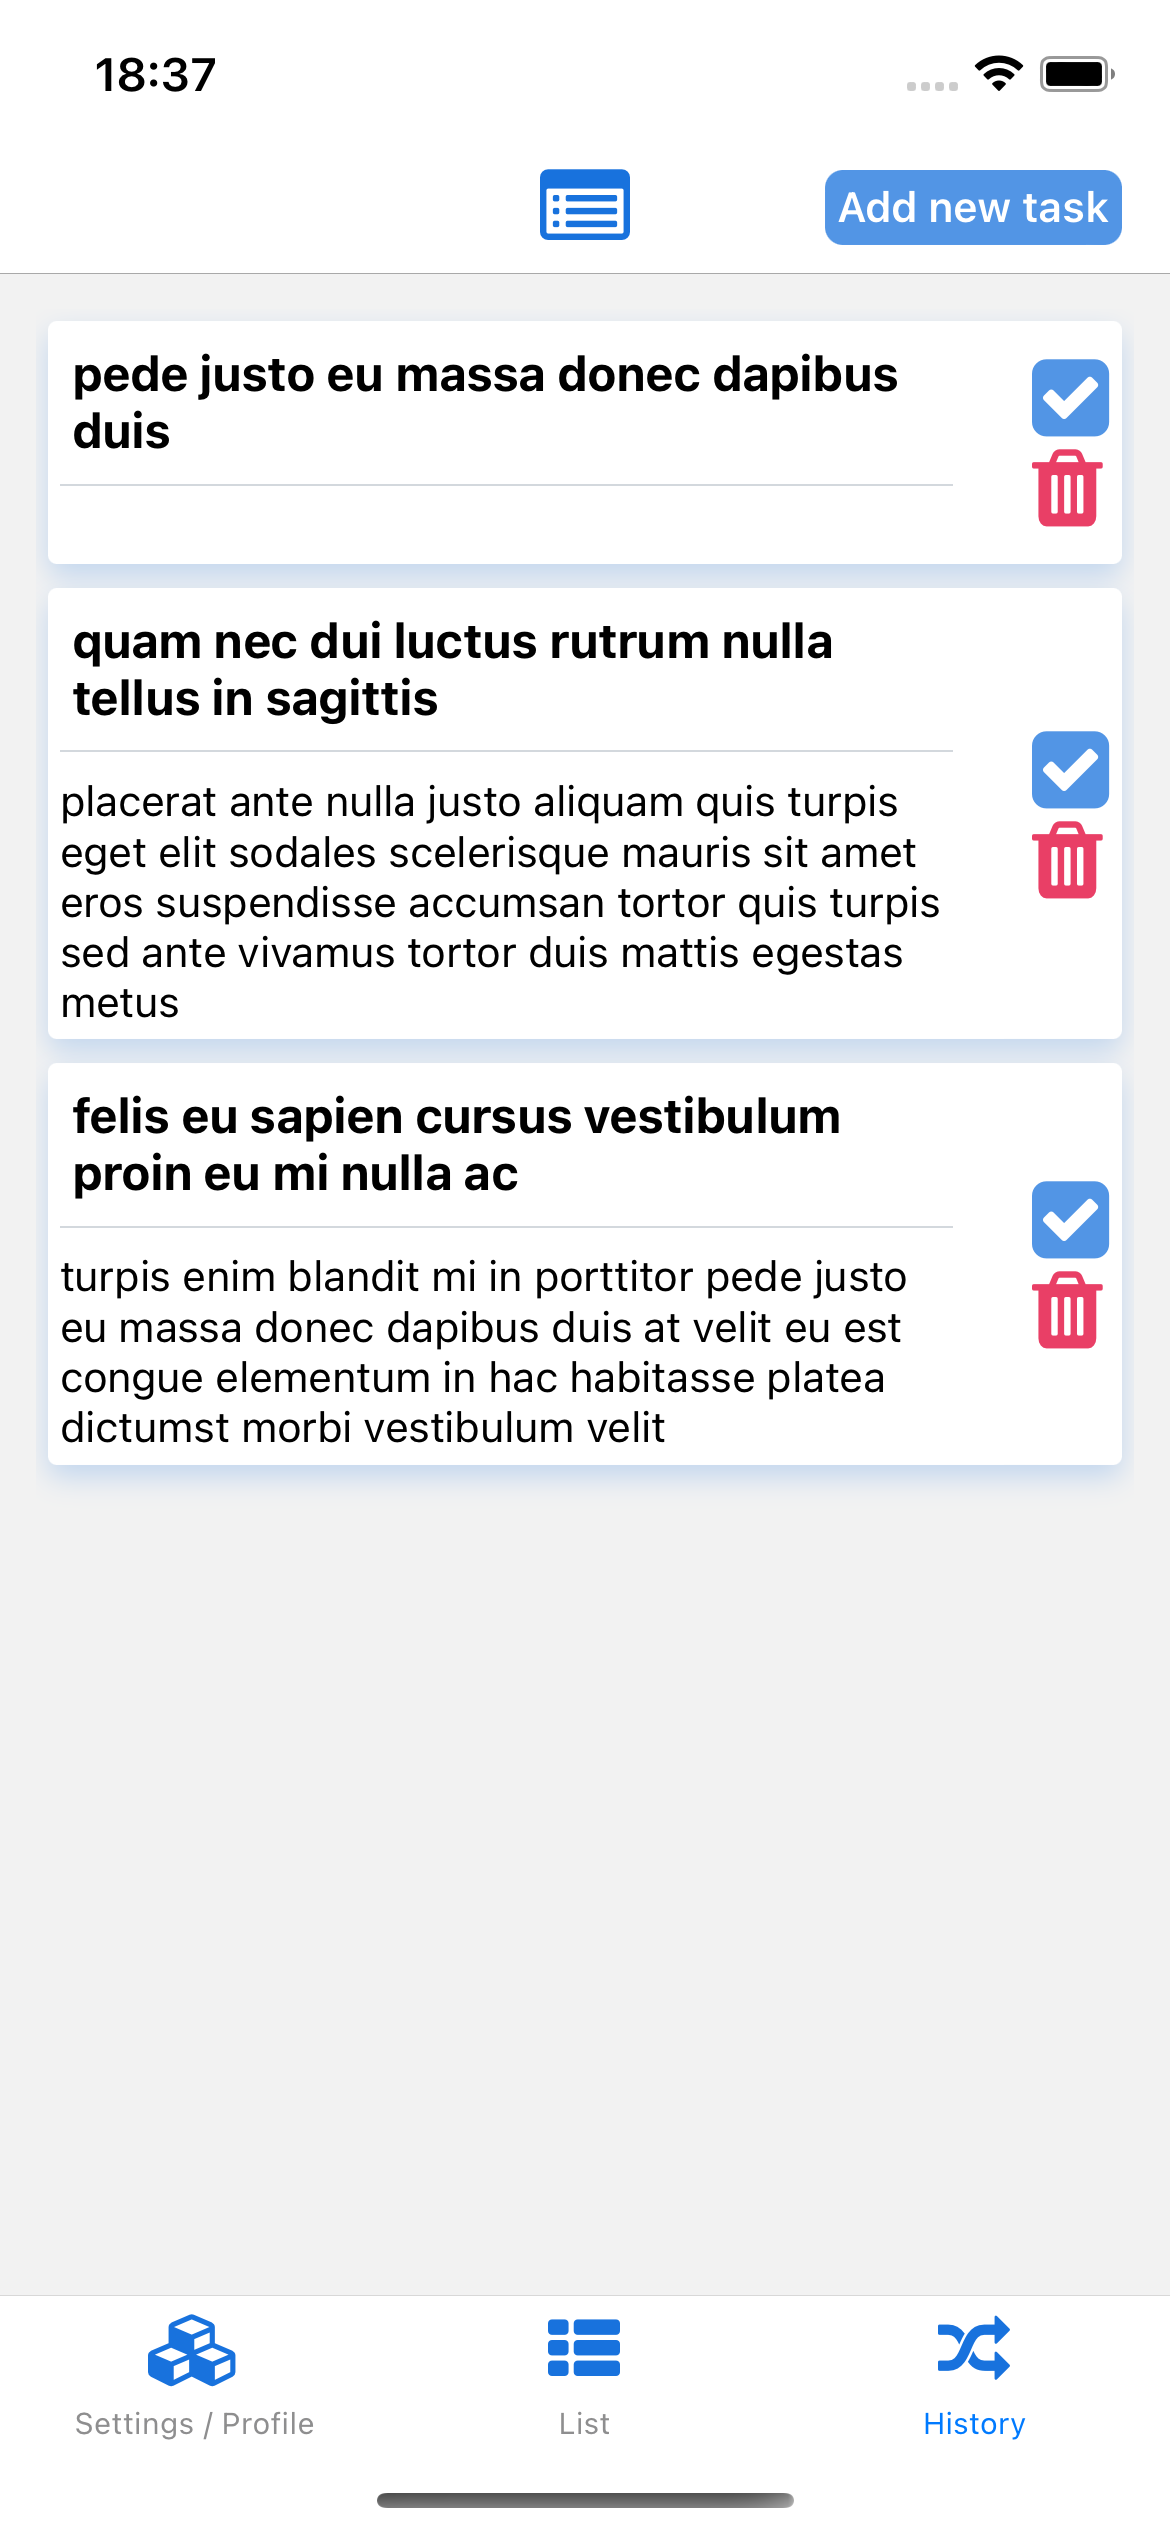 18:37
Add new task
pede justo eu massa donec dapibus
duis
quam nec dui luctus rutrum nulla
tellus in sagittis
placerat ante nulla justo aliquam quis turpis
eget elit sodales scelerisque mauris sit amet
eros suspendisse accumsan tortor quis turpis
sed ante vivamus tortor duis mattis egestas
metus
felis eu sapien cursus vestibulum
proin eu mi nulla ac
turpis enim blandit mi in porttitor pede justo
eu massa donec dapibus duis at velit eu est
congue elementum in hac habitasse platea
dictumst morbi vestibulum velit
Settings / Profile
List
History